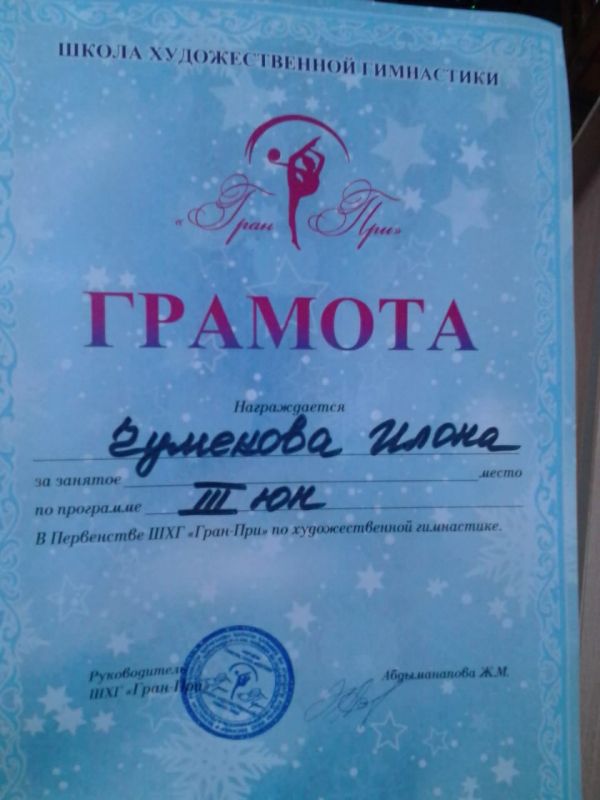 ШКОЛА ХУДОЖЕСТВЕННОЙ ГИМНАСТИКИ
«Гран При»
ГРАМОТА
Награждается
Чуменова Илона
за занятое место
по программе III юн
В Первенстве ШХГ «Гран-При» по художественной гимнастике.
Руководитель
ШХГ «Гран-При»
Абдыманапова Ж.М.